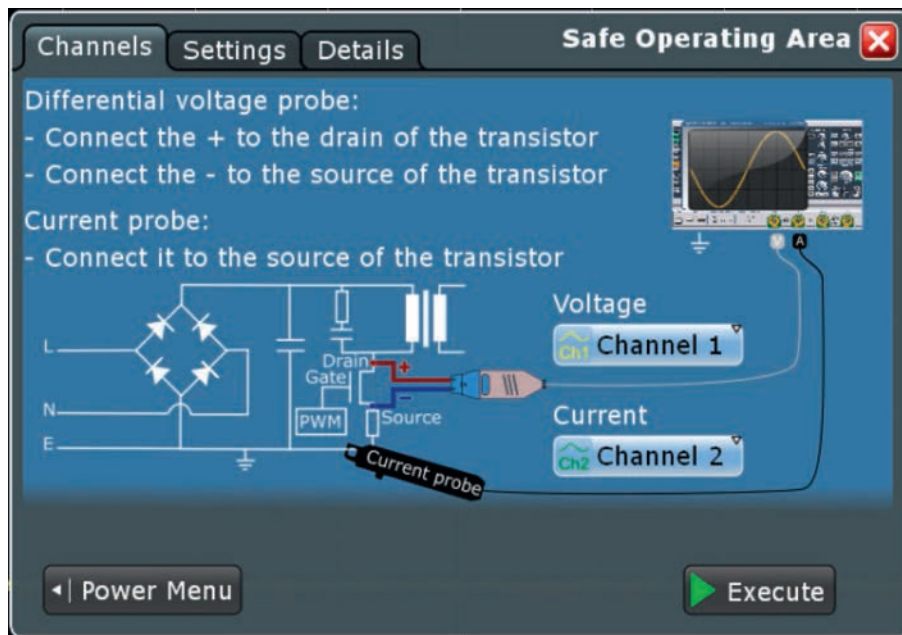 Channels
Settings
Details
Safe Operating Area
Differential voltage probe:
- Connect the + to the drain of the transistor
- Connect the - to the source of the transistor
Current probe:
- Connect it to the source of the transistor
V
A
L
N
E
Drain
Gate
+
-
PWM
Source
Current probe
Voltage
Ch1 Channel 1
Current
Ch2 Channel 2
Power Menu
Execute